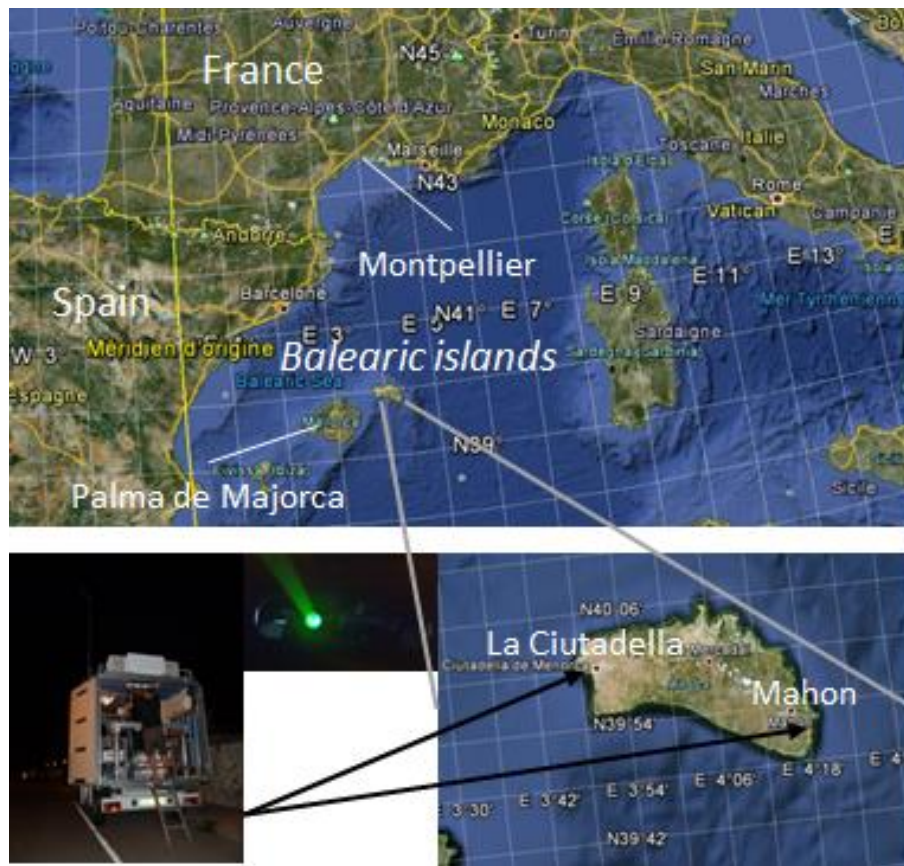 Poitou-Charentes
Auvergne
Turin
Emilie-Romagne
France
N45°
San Marin
Marches
Aquitaine
Provence-Alpes-Côte d'Azur
Midi-Pyrénées
Monaco
Marseille
Toscane
Italie
N43
Rome
Vatican
Campanie
Andorre
Montpellier
E 11°
E 13°
Spain
Barcelone
E 9°
Mer Tyrrhénienne
E 3°
N41°
E 7°
Sardaigne
W 3°
Méridien d'origine
Balearic islands
Balearic Sea
N39°
Palma de Majorca
Sicile
N40 06'
La Ciutadella
Ciutadella de Menorca
Mahon
N39 54'
E 3 30'
E 3 42'
E 3 54'
E 4 06'
E 4 18'
N39 42'